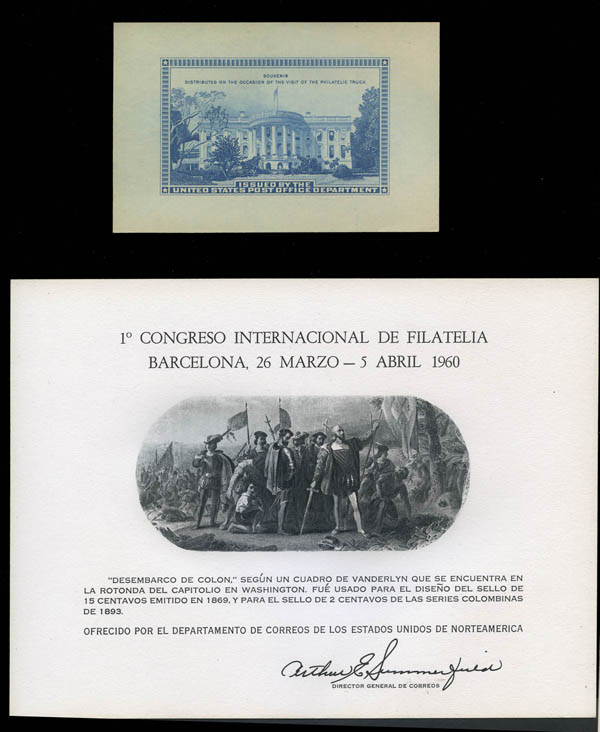 SOUVENIR
DISTRIBUTED ON THE OCCASION OF THE VISIT OF THE PHILATELIC TRUCK
ISSUED BY THE
UNITED STATES POST OFFICE DEPARTMENT
1º CONGRESO INTERNACIONAL DE FILATELIA
BARCELONA, 26 MARZO — 5 ABRIL 1960
"DESEMBARCO DE COLON," SEGÚN UN CUADRO DE VANDERLYN QUE SE ENCUENTRA EN
LA ROTONDA DEL CAPITOLIO EN WASHINGTON. FUÉ USADO PARA EL DISEÑO DEL SELLO DE
15 CENTAVOS EMITIDO EN 1869, Y PARA EL SELLO DE 2 CENTAVOS DE LAS SERIES COLOMBINAS
DE 1893.
OFRECIDO POR EL DEPARTAMENTO DE CORREOS DE LOS ESTADOS UNIDOS DE NORTEAMERICA
Arthur E. Summerfield
DIRECTOR GENERAL DE CORREOS